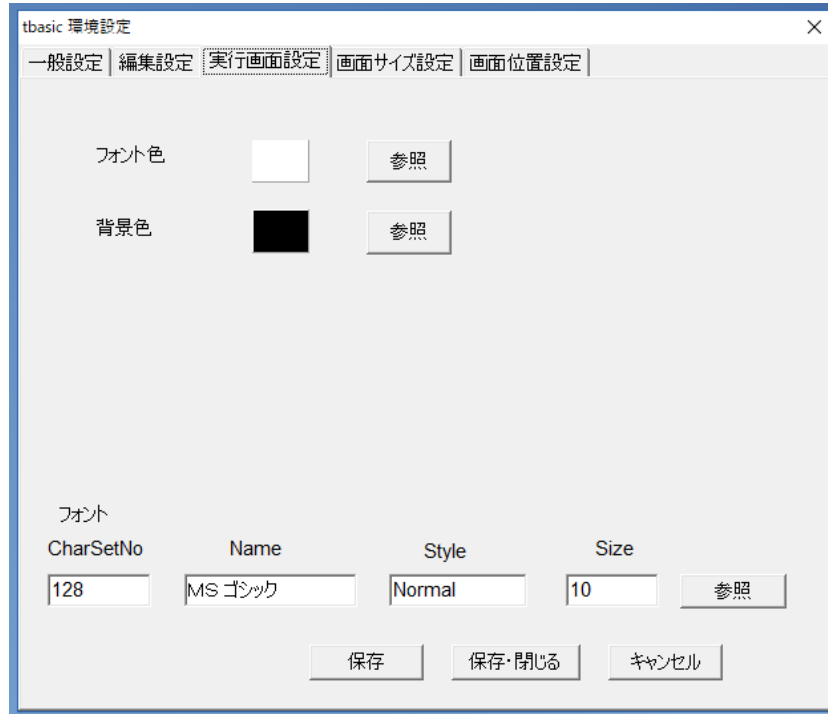 tbasic 環境設定
一般設定 編集設定 実行画面設定 画面サイズ設定 画面位置設定
フォント色 参照
背景色 参照
フォント
CharSetNo Name Style Size
128 MS ゴシック Normal 10 参照
保存 保存・閉じる キャンセル